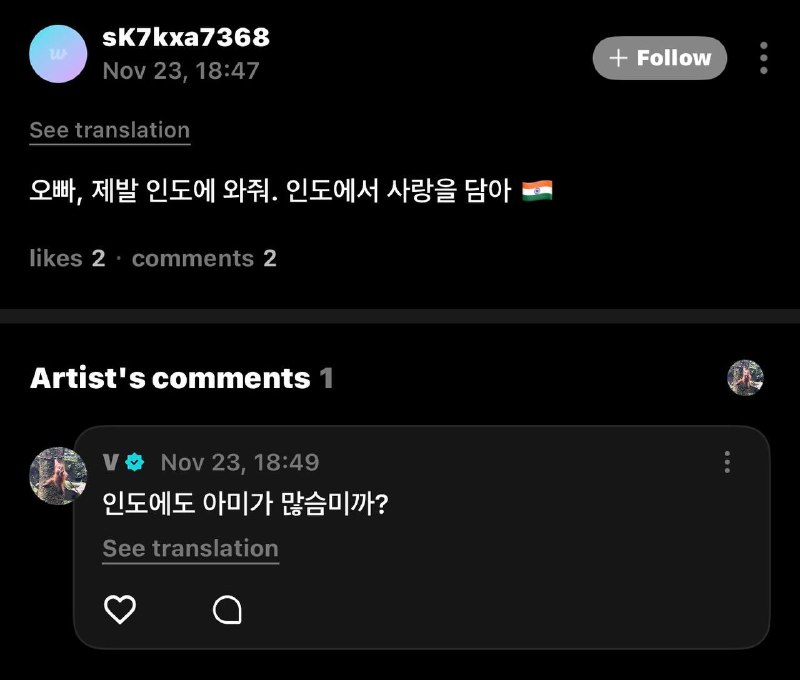 sK7kxa7368
Nov 23, 18:47
+ Follow
See translation
오빠, 제발 인도에 와줘. 인도에서 사랑을 담아 🇮🇳
likes 2 · comments 2
Artist's comments 1
V Nov 23, 18:49
인도에도 아미가 많슴미까?
See translation